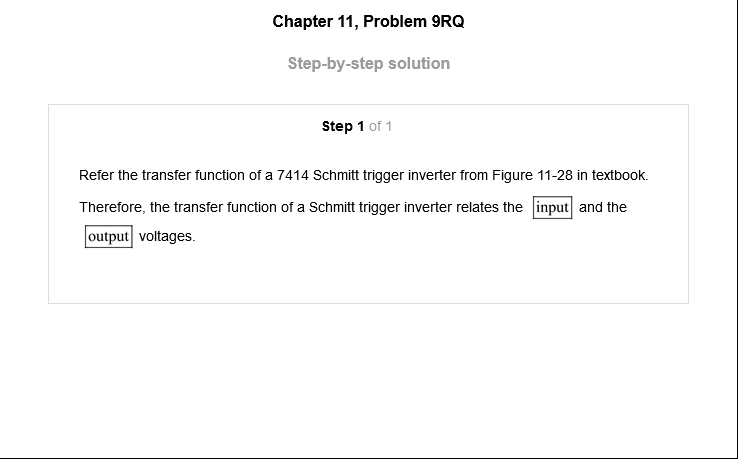 Chapter 11, Problem 9RQ
Step-by-step solution
Step 1 of 1
Refer the transfer function of a 7414 Schmitt trigger inverter from Figure 11-28 in textbook.
Therefore, the transfer function of a Schmitt trigger inverter relates the input and the
output voltages.